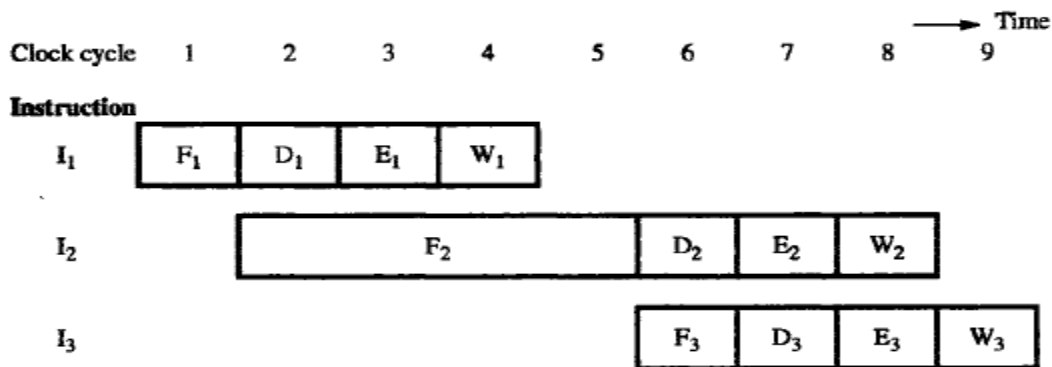 Time
Clock cycle 1 2 3 4 5 6 7 8 9
Instruction
I₁ F₁ D₁ E₁ W₁
I₂ F₂ D₂ E₂ W₂
I₃ F₃ D₃ E₃ W₃